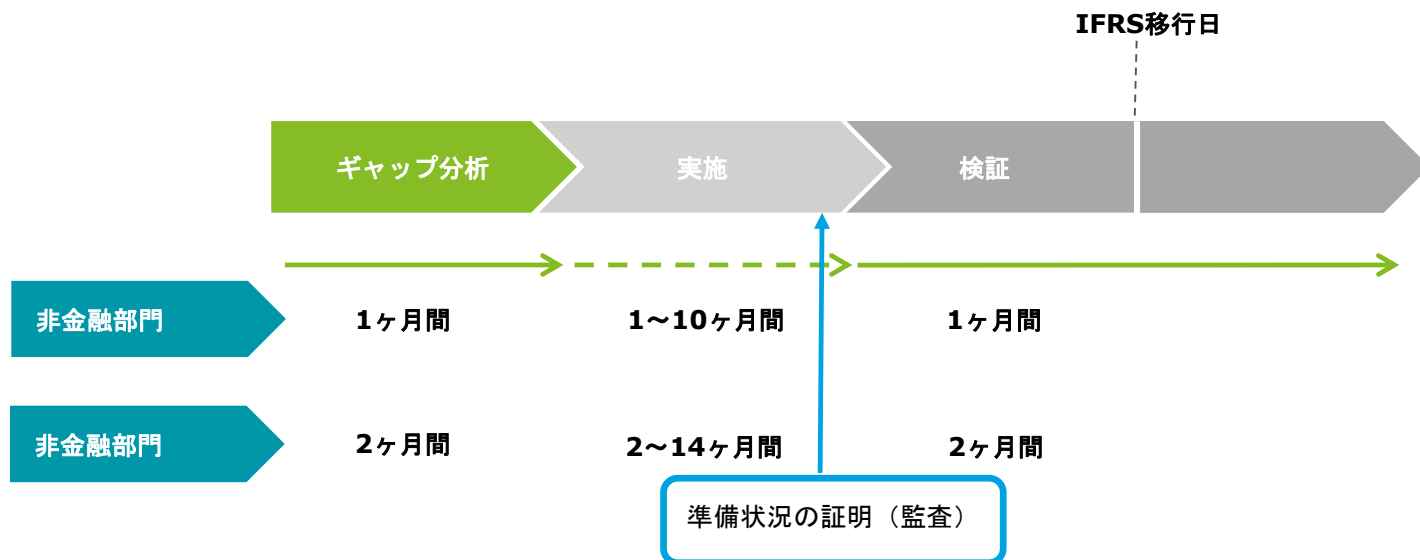 IFRS移行日
ギャップ分析
実施
検証
非金融部門
1ヶ月間
1～10ヶ月間
1ヶ月間
非金融部門
2ヶ月間
2～14ヶ月間
2ヶ月間
準備状況の証明（監査）